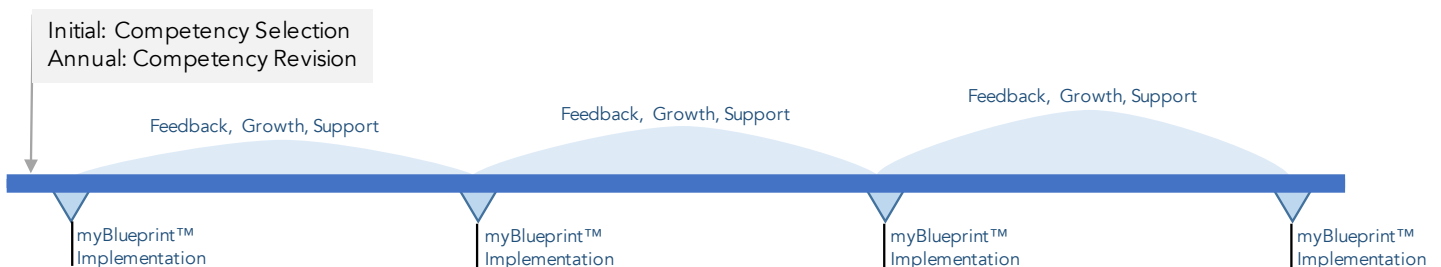 Initial: Competency Selection
Annual: Competency Revision
Feedback, Growth, Support
Feedback, Growth, Support
Feedback, Growth, Support
myBlueprint™
Implementation
myBlueprint™
Implementation
myBlueprint™
Implementation
myBlueprint™
Implementation